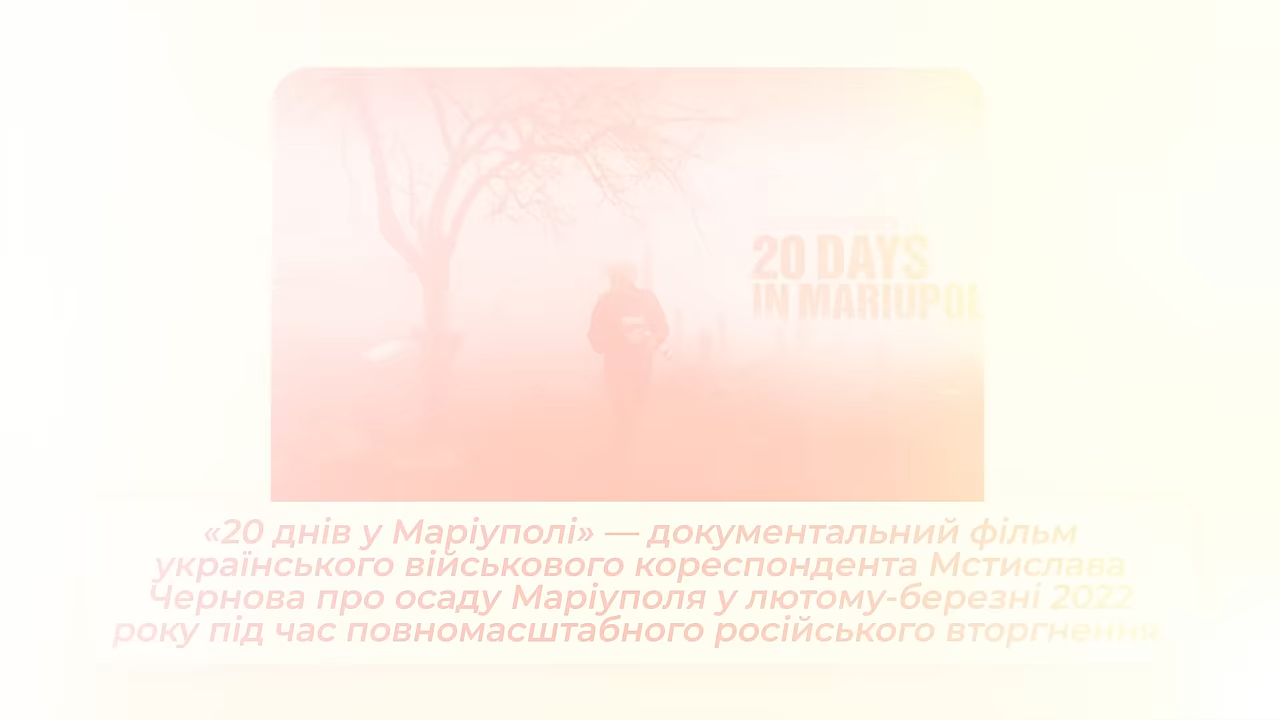 20 DAYS
IN MARIUPOL
«20 днів у Маріуполі» — документальний фільм
українського військового кореспондента Мстислава
Чернова про осаду Маріуполя у лютому-березні 2022
року під час повномасштабного російського вторгнення